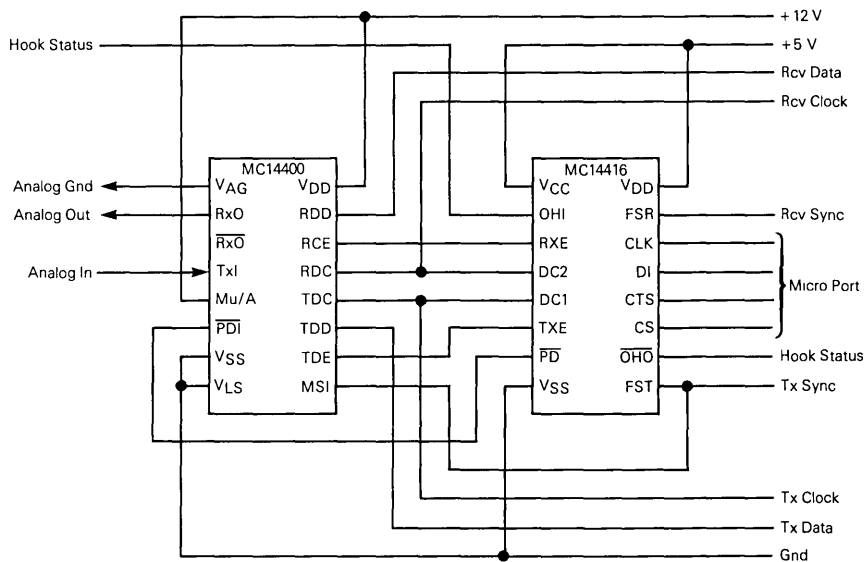 + 12 V
Hook Status
+5 V
Rcv Data
Rcv Clock
MC14400
MC14416
Analog Gnd
VAG
VDD
VCC
VDD
Analog Out
RxO
RDD
OHI
FSR
Rcv Sync
RxO
RCE
RXE
CLK
Analog In
TxI
RDC
DC2
DI
Micro Port
Mu/A
TDC
DC1
CTS
PDI
TDD
TXE
CS
VSS
TDE
PD
OHO
Hook Status
VLS
MSI
VSS
FST
Tx Sync
Tx Clock
Tx Data
Gnd